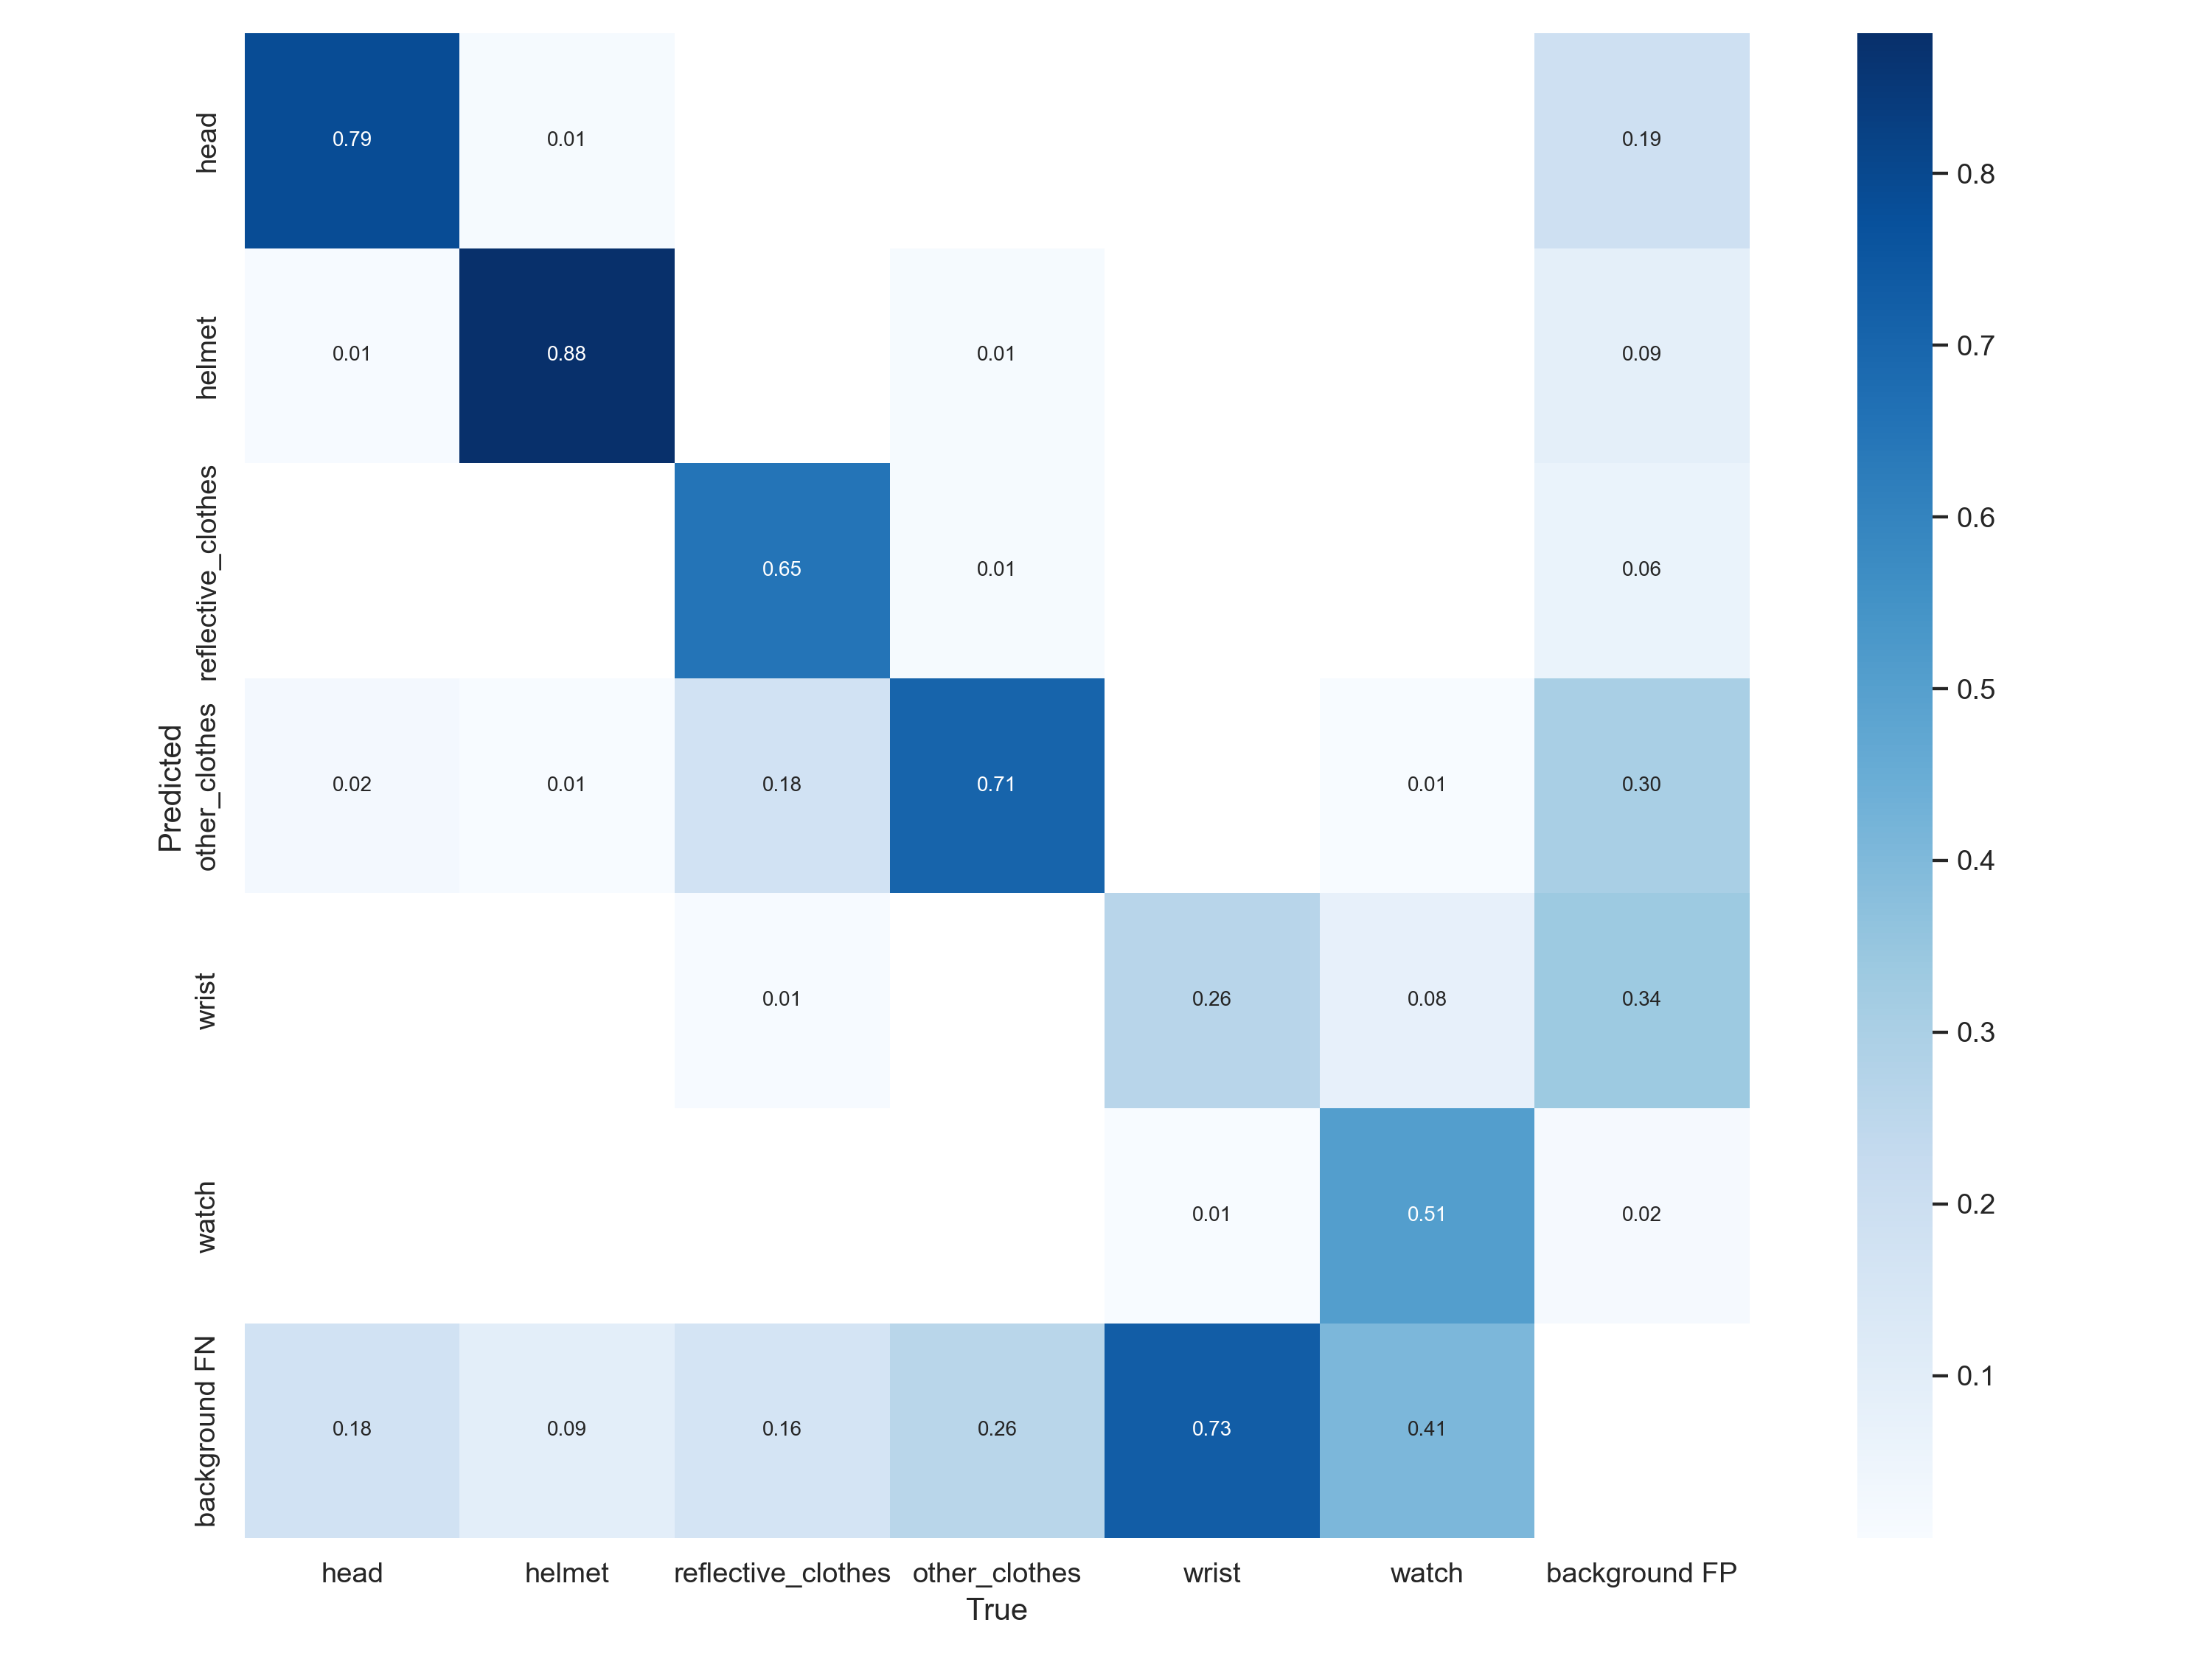 head 0.79 0.01 0.19
helmet 0.01 0.88 0.01 0.09
reflective_clothes 0.65 0.01 0.06
other_clothes 0.02 0.01 0.18 0.71 0.01 0.30
wrist 0.01 0.26 0.08 0.34
watch 0.01 0.51 0.02
background FN 0.18 0.09 0.16 0.26 0.73 0.41
Predicted
head helmet reflective_clothes other_clothes wrist watch background FP
True
0.8
0.7
0.6
0.5
0.4
0.3
0.2
0.1